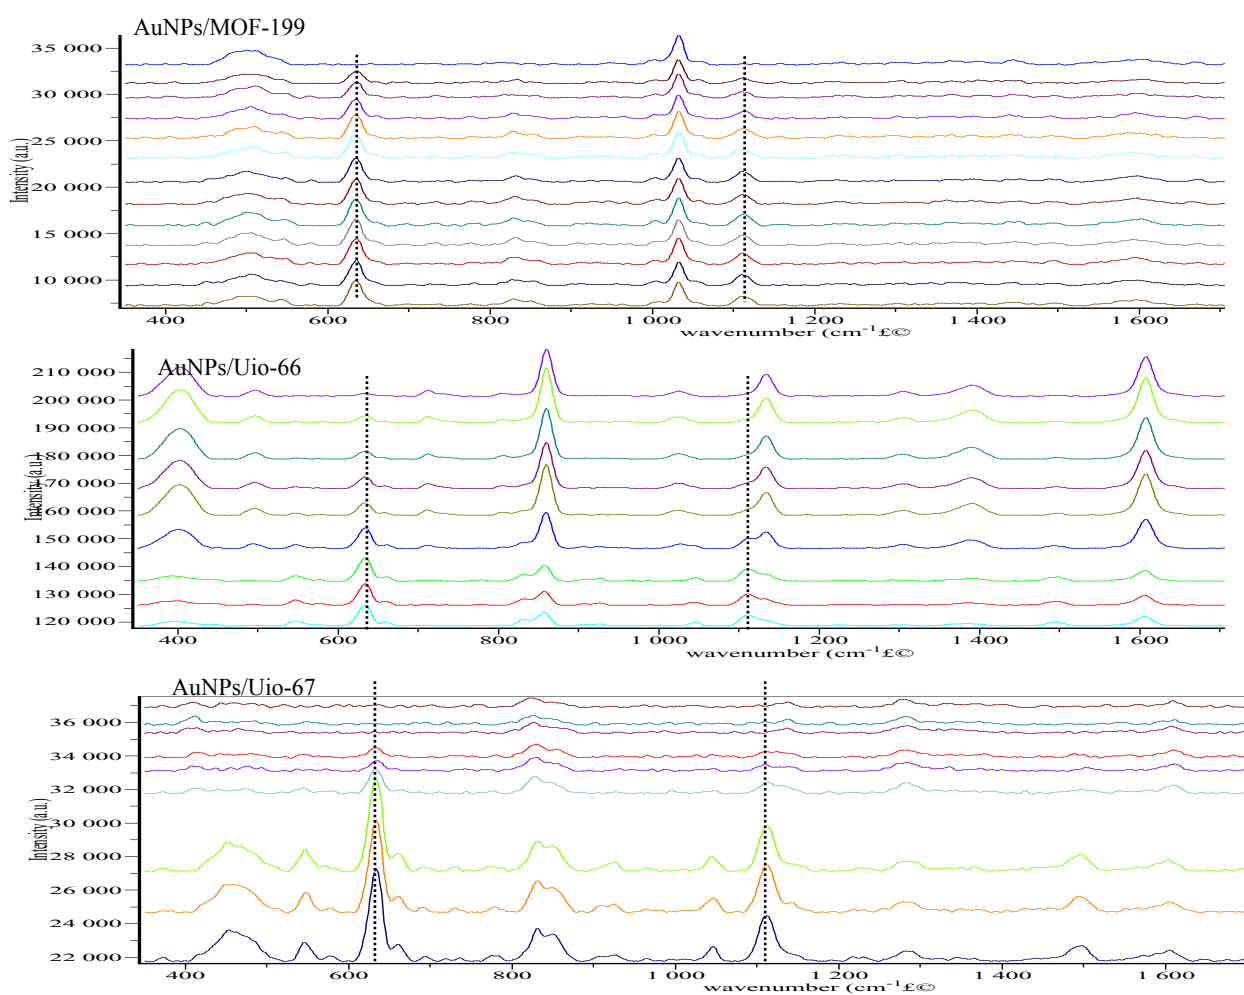 AuNPs/MOF-199
35 000
30 000
25 000
20 000
15 000
10 000
Intensity (a.u.)
400 600 800 1 000 1 200 1 400 1 600
wavenumber (cm⁻¹£©
AuNPs/Uio-66
210 000
200 000
190 000
180 000
170 000
160 000
150 000
140 000
130 000
120 000
Intensity (a.u.)
400 600 800 1 000 1 200 1 400 1 600
wavenumber (cm⁻¹£©
AuNPs/Uio-67
36 000
34 000
32 000
30 000
28 000
26 000
24 000
22 000
Intensity (a.u.)
400 600 800 1 000 1 200 1 400 1 600
wavenumber (cm⁻¹£©